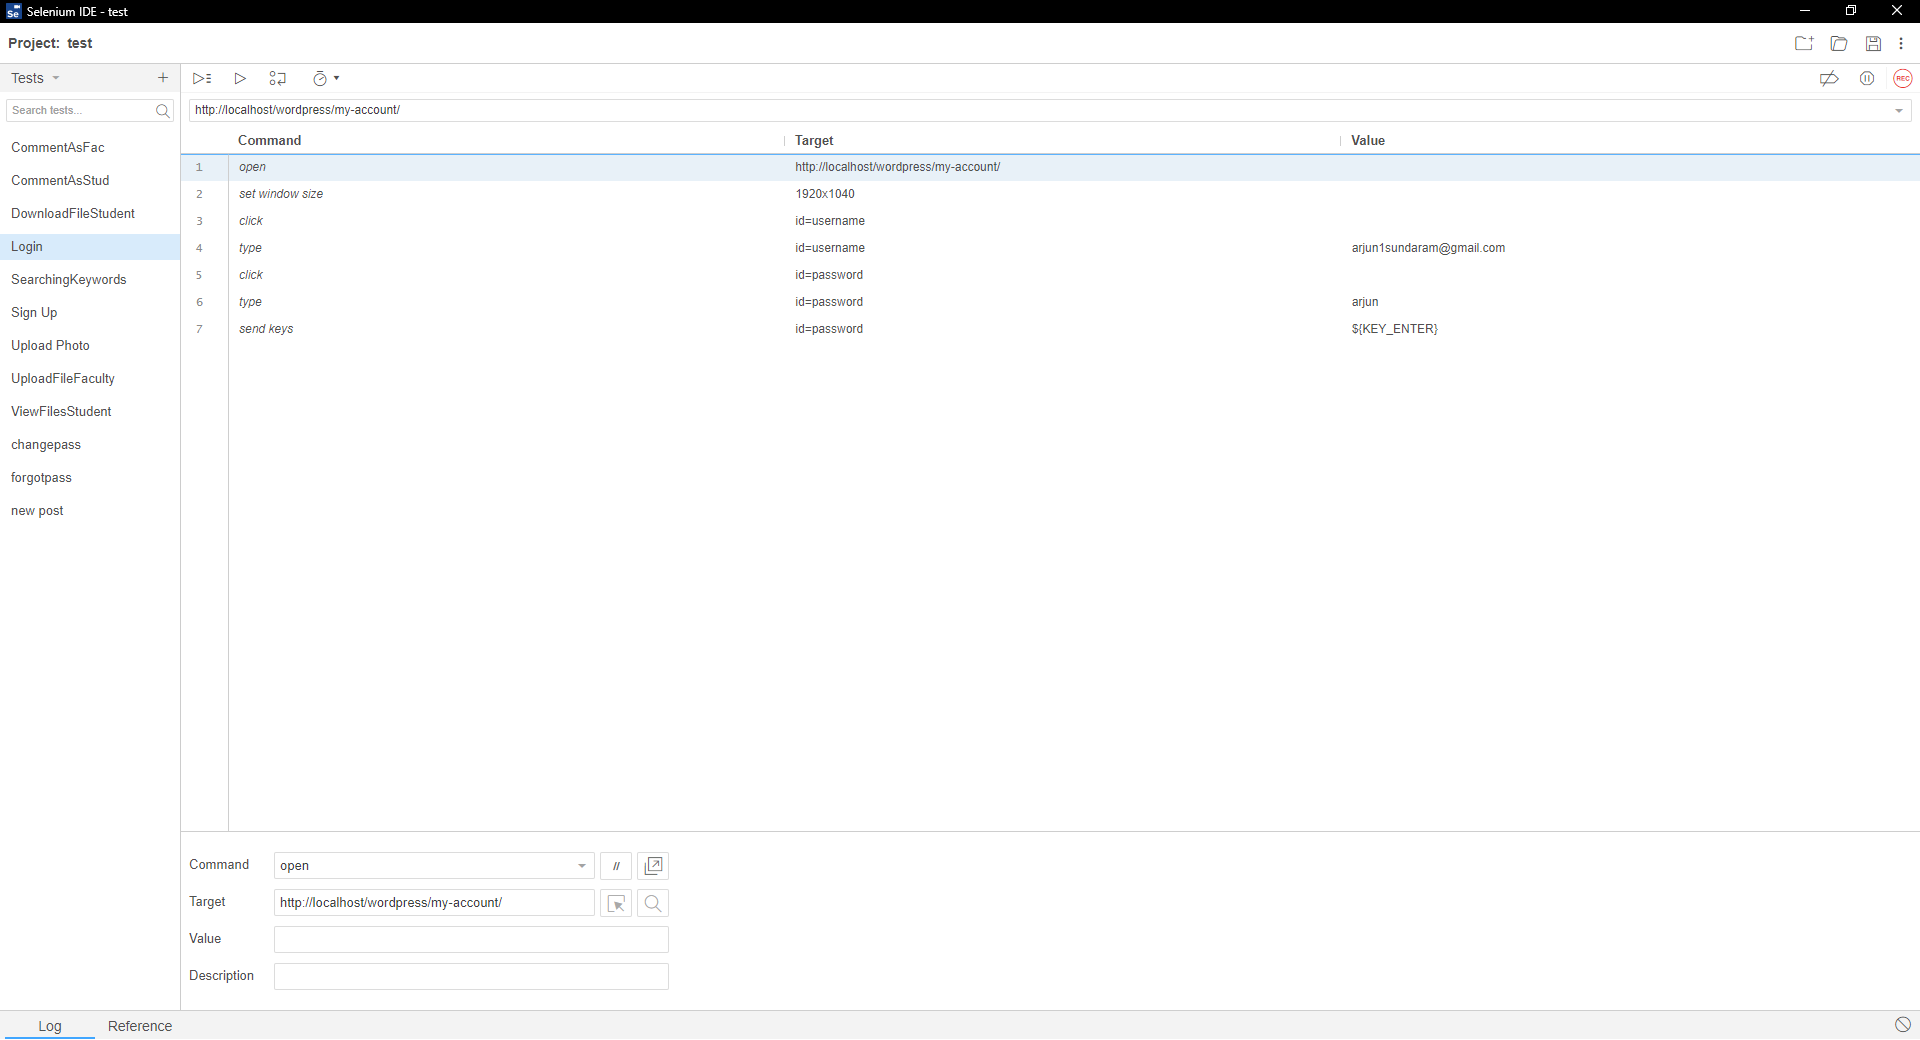 Selenium IDE - test
Project: test
Tests
Search tests...
CommentAsFac
CommentAsStud
DownloadFileStudent
Login
SearchingKeywords
Sign Up
Upload Photo
UploadFileFaculty
ViewFilesStudent
changepass
forgotpass
new post
REC
http://localhost/wordpress/my-account/
Command Target Value
1 open http://localhost/wordpress/my-account/
2 set window size 1920x1040
3 click id=username
4 type id=username arjun1sundaram@gmail.com
5 click id=password
6 type id=password arjun
7 send keys id=password ${KEY_ENTER}
Command open //
Target http://localhost/wordpress/my-account/
Value
Description
Log Reference